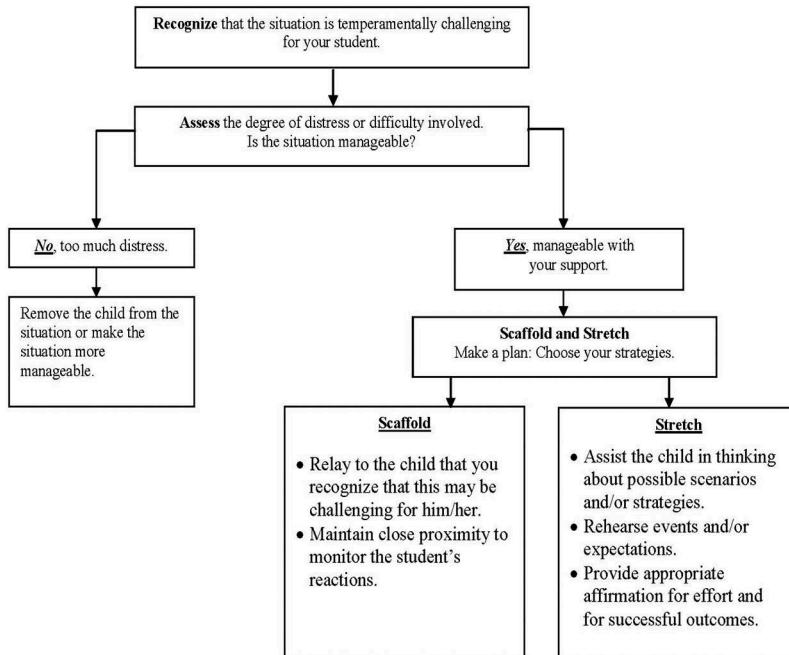 Recognize that the situation is temperamentally challenging
for your student.
Assess the degree of distress or difficulty involved.
Is the situation manageable?
No, too much distress.
Yes, manageable with
your support.
Remove the child from the
situation or make the
situation more
manageable.
Scaffold and Stretch
Make a plan: Choose your strategies.
Scaffold
• Relay to the child that you
recognize that this may be
challenging for him/her.
• Maintain close proximity to
monitor the student’s
reactions.
Stretch
• Assist the child in thinking
about possible scenarios
and/or strategies.
• Rehearse events and/or
expectations.
• Provide appropriate
affirmation for effort and
for successful outcomes.